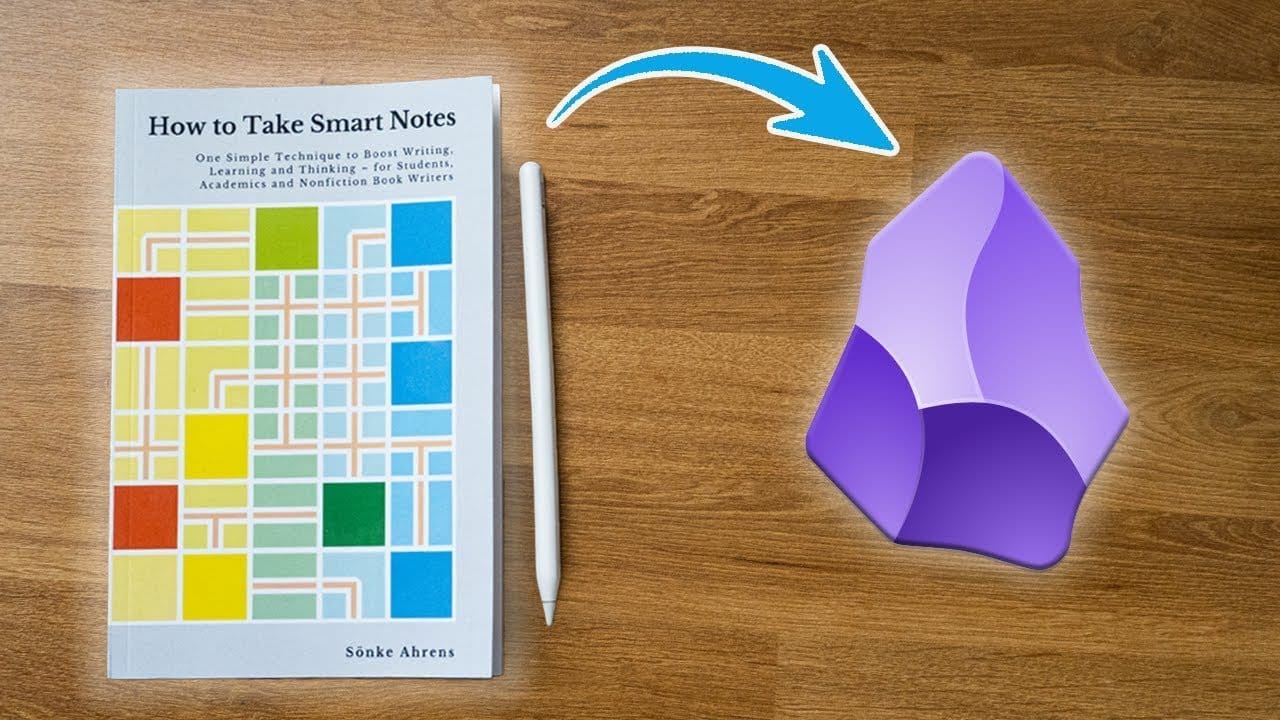 How to Take Smart Notes
One Simple Technique to Boost Writing,
Learning and Thinking – for Students,
Academics and Nonfiction Book Writers
Sönke Ahrens